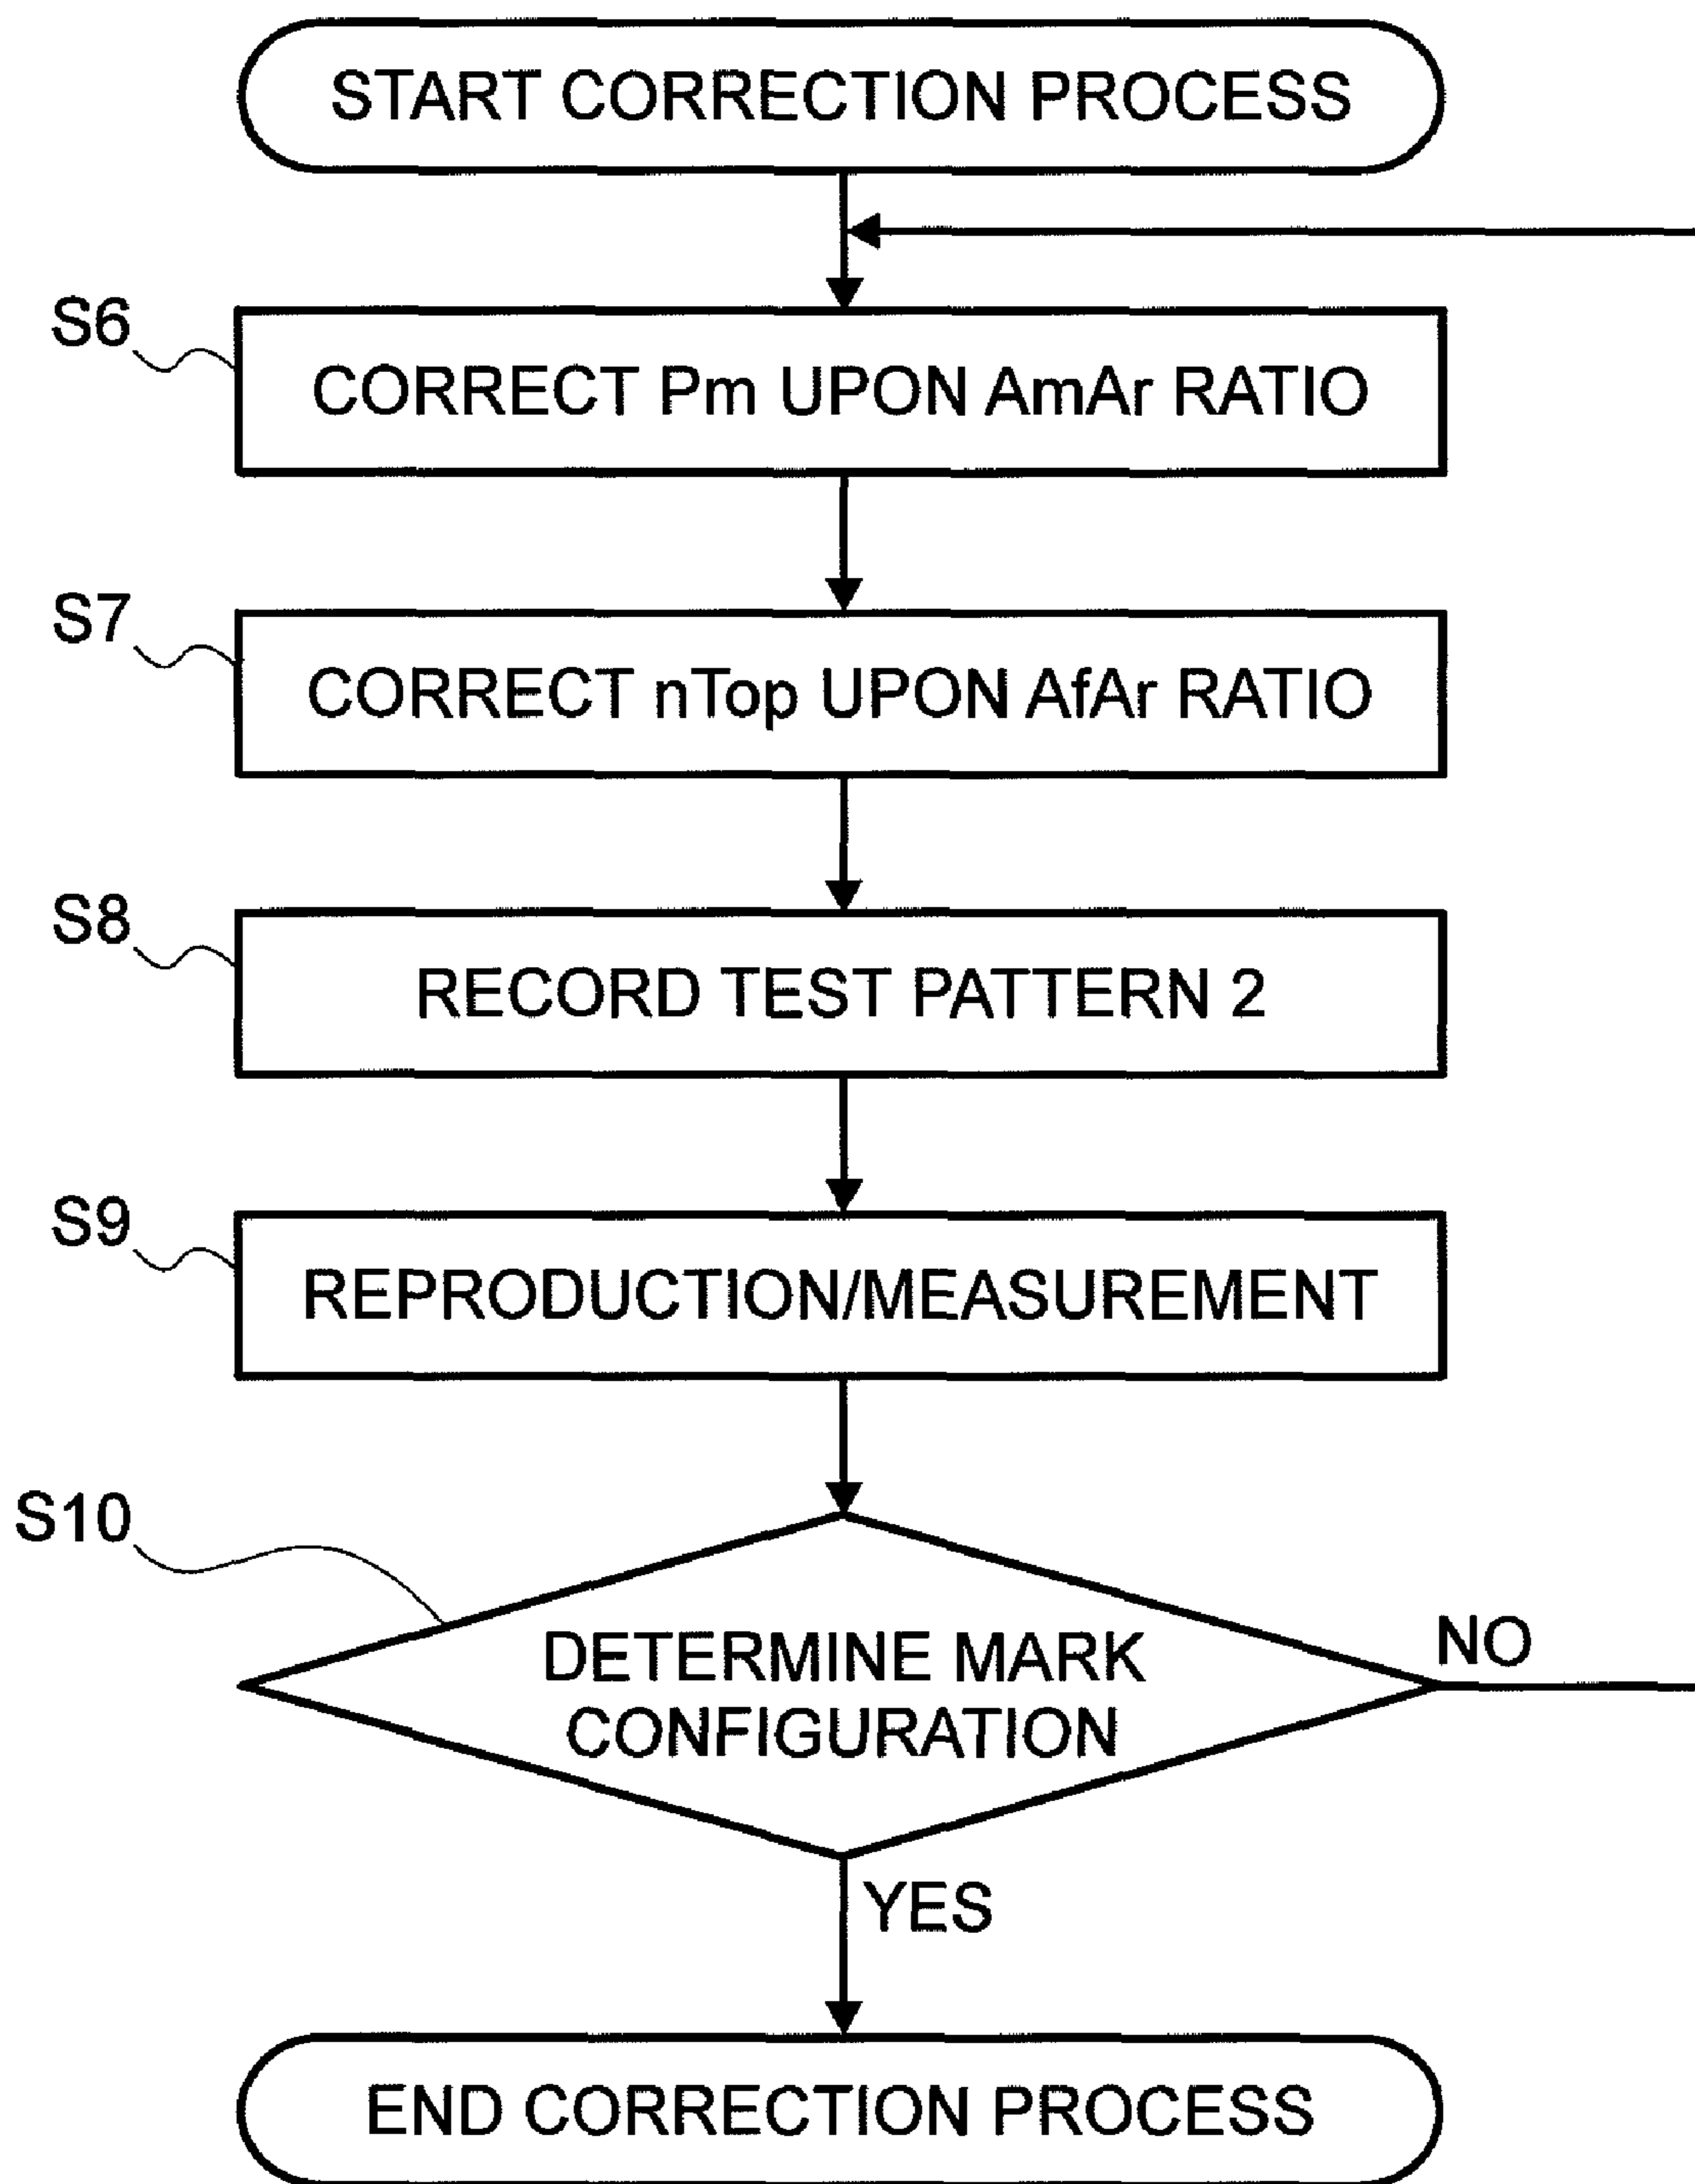 START CORRECTION PROCESS
S6
CORRECT Pm UPON AmAr RATIO
S7
CORRECT nTop UPON AfAr RATIO
S8
RECORD TEST PATTERN 2
S9
REPRODUCTION/MEASUREMENT
S10
DETERMINE MARK
CONFIGURATION
NO
YES
END CORRECTION PROCESS